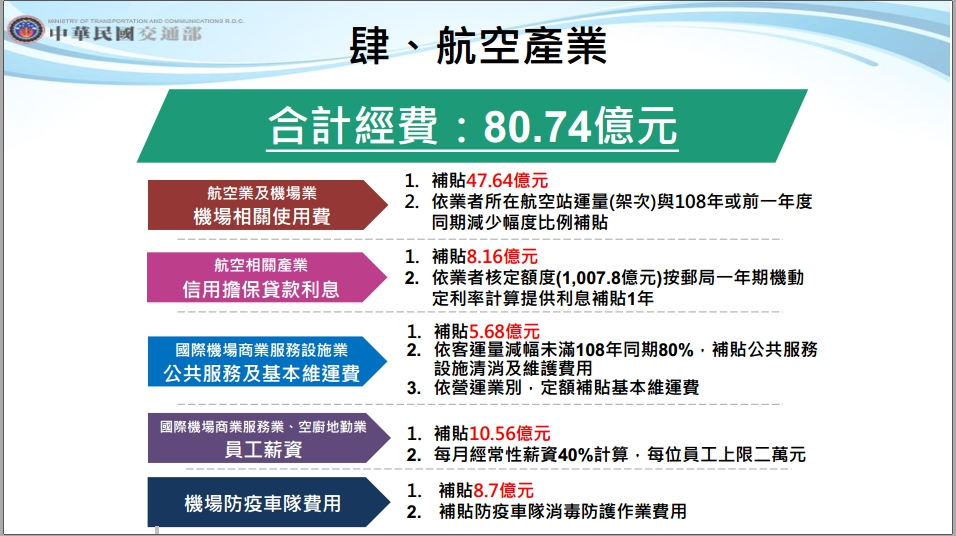 MINISTRY OF TRANSPORTATION AND COMMUNICATIONS R.O.C.
中華民國 交通部
肆、航空產業
合計經費：80.74億元
航空業及機場業
機場相關使用費
1. 補貼47.64億元
2. 依業者所在航空站運量(架次)與108年或前一年度
同期減少幅度比例補貼
航空相關產業
信用擔保貸款利息
1. 補貼8.16億元
2. 依業者核定額度(1,007.8億元)按郵局一年期機動
定利率計算提供利息補貼1年
國際機場商業服務設施業
公共服務及基本維運費
1. 補貼5.68億元
2. 依客運量減幅未滿108年同期80%，補貼公共服務
設施清消及維護費用
3. 依營運業別，定額補貼基本維運費
國際機場商業服務業、空廚地勤業
員工薪資
1. 補貼10.56億元
2. 每月經常性薪資40%計算，每位員工上限二萬元
機場防疫車隊費用
1. 補貼8.7億元
2. 補貼防疫車隊消毒防護作業費用